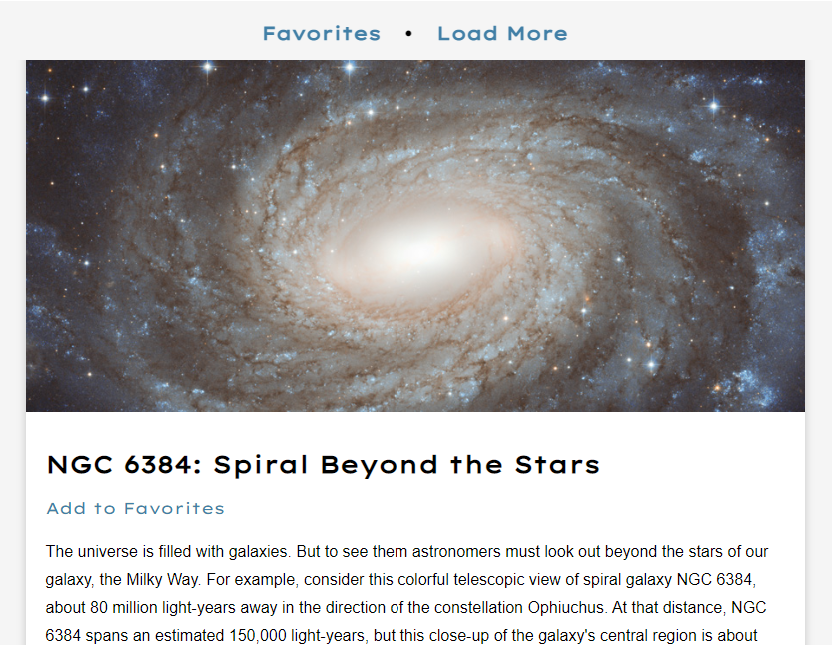 Favorites • Load More
NGC 6384: Spiral Beyond the Stars
Add to Favorites
The universe is filled with galaxies. But to see them astronomers must look out beyond the stars of our
galaxy, the Milky Way. For example, consider this colorful telescopic view of spiral galaxy NGC 6384,
about 80 million light-years away in the direction of the constellation Ophiuchus. At that distance, NGC
6384 spans an estimated 150,000 light-years, but this close-up of the galaxy's central region is about